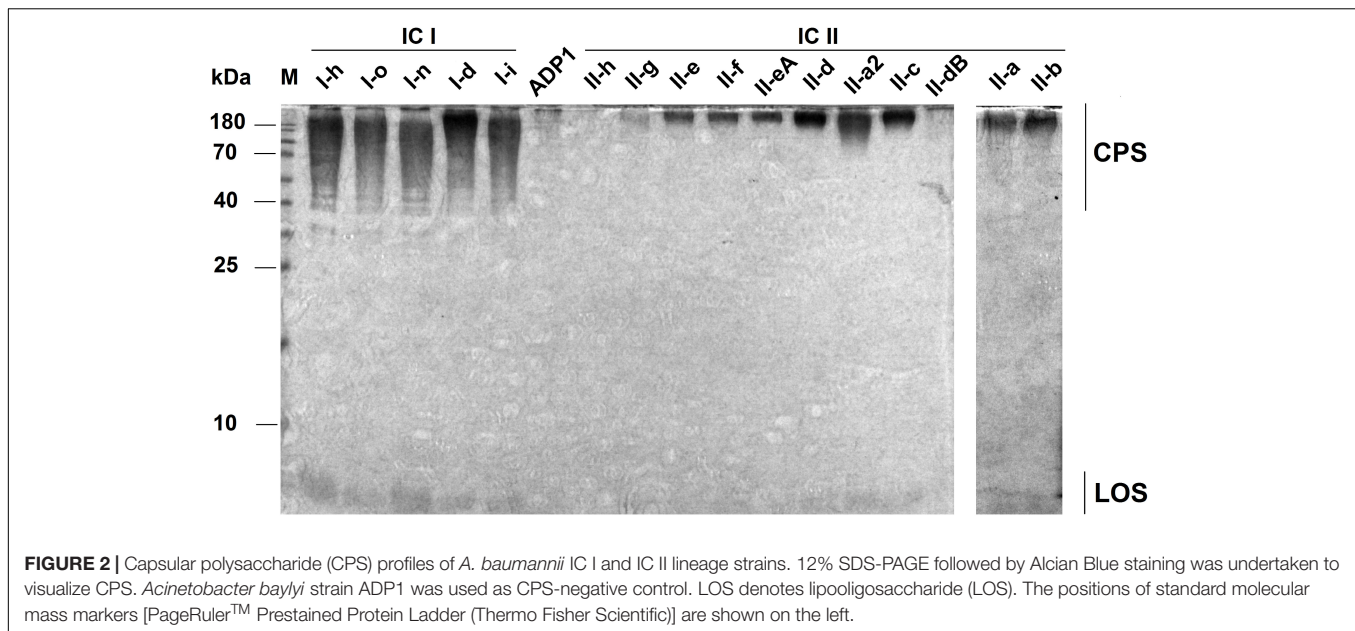 IC I
IC II
kDa M I-h I-o I-n I-d I-i ADP1 II-h II-g II-e II-f II-eA II-d II-a2 II-c II-dB II-a II-b
180
70
40
25
10
CPS
LOS
FIGURE 2 | Capsular polysaccharide (CPS) profiles of A. baumannii IC I and IC II lineage strains. 12% SDS-PAGE followed by Alcian Blue staining was undertaken to
visualize CPS. Acinetobacter baylyi strain ADP1 was used as CPS-negative control. LOS denotes lipooligosaccharide (LOS). The positions of standard molecular
mass markers [PageRuler™ Prestained Protein Ladder (Thermo Fisher Scientific)] are shown on the left.